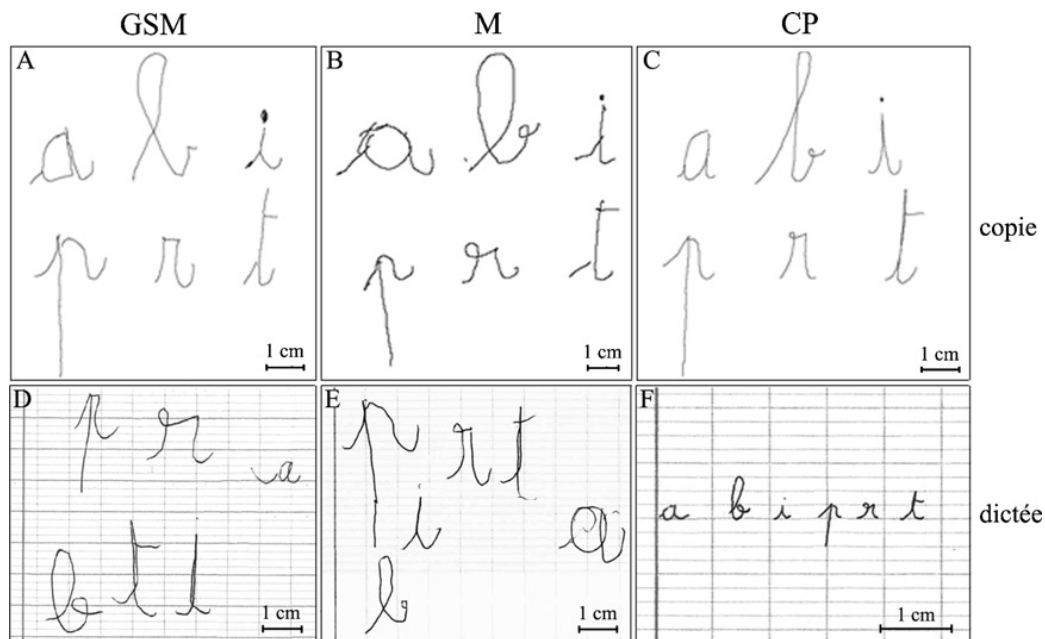 GSM M CP
A
a b i
p r t
1 cm
B
a b i
p r t
1 cm
C
a b i
p r t
1 cm
copie
D
p r
a
b t i
1 cm
E
p r t
i a
b
1 cm
F
a b i p r t
1 cm
dictée